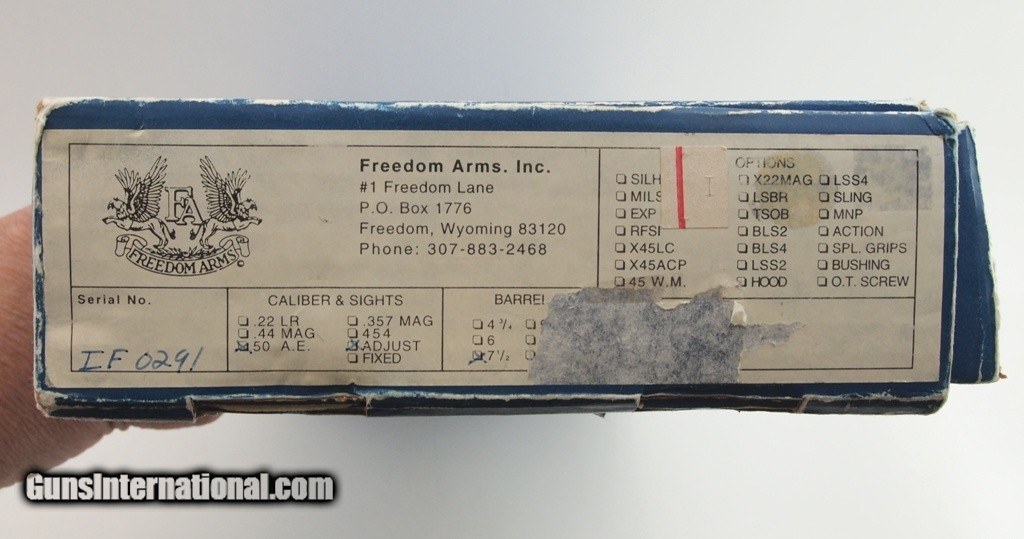 FA
FREEDOM ARMS
©
Freedom Arms. Inc.
#1 Freedom Lane
P.O. Box 1776
Freedom, Wyoming 83120
Phone: 307-883-2468
OPTIONS
SILH
MILS
EXP
RFSI
X45LC
X45ACP
45 W.M.
I
X22MAG
LSBR
TSOB
BLS2
BLS4
LSS2
HOOD
LSS4
SLING
MNP
ACTION
SPL. GRIPS
BUSHING
O.T. SCREW
Serial No.
IF 0291
CALIBER & SIGHTS
.22 LR
.44 MAG
.50 A.E.
.357 MAG
454
ADJUST
FIXED
BARREL
4 3/4
6
7 1/2
GunsInternational.com